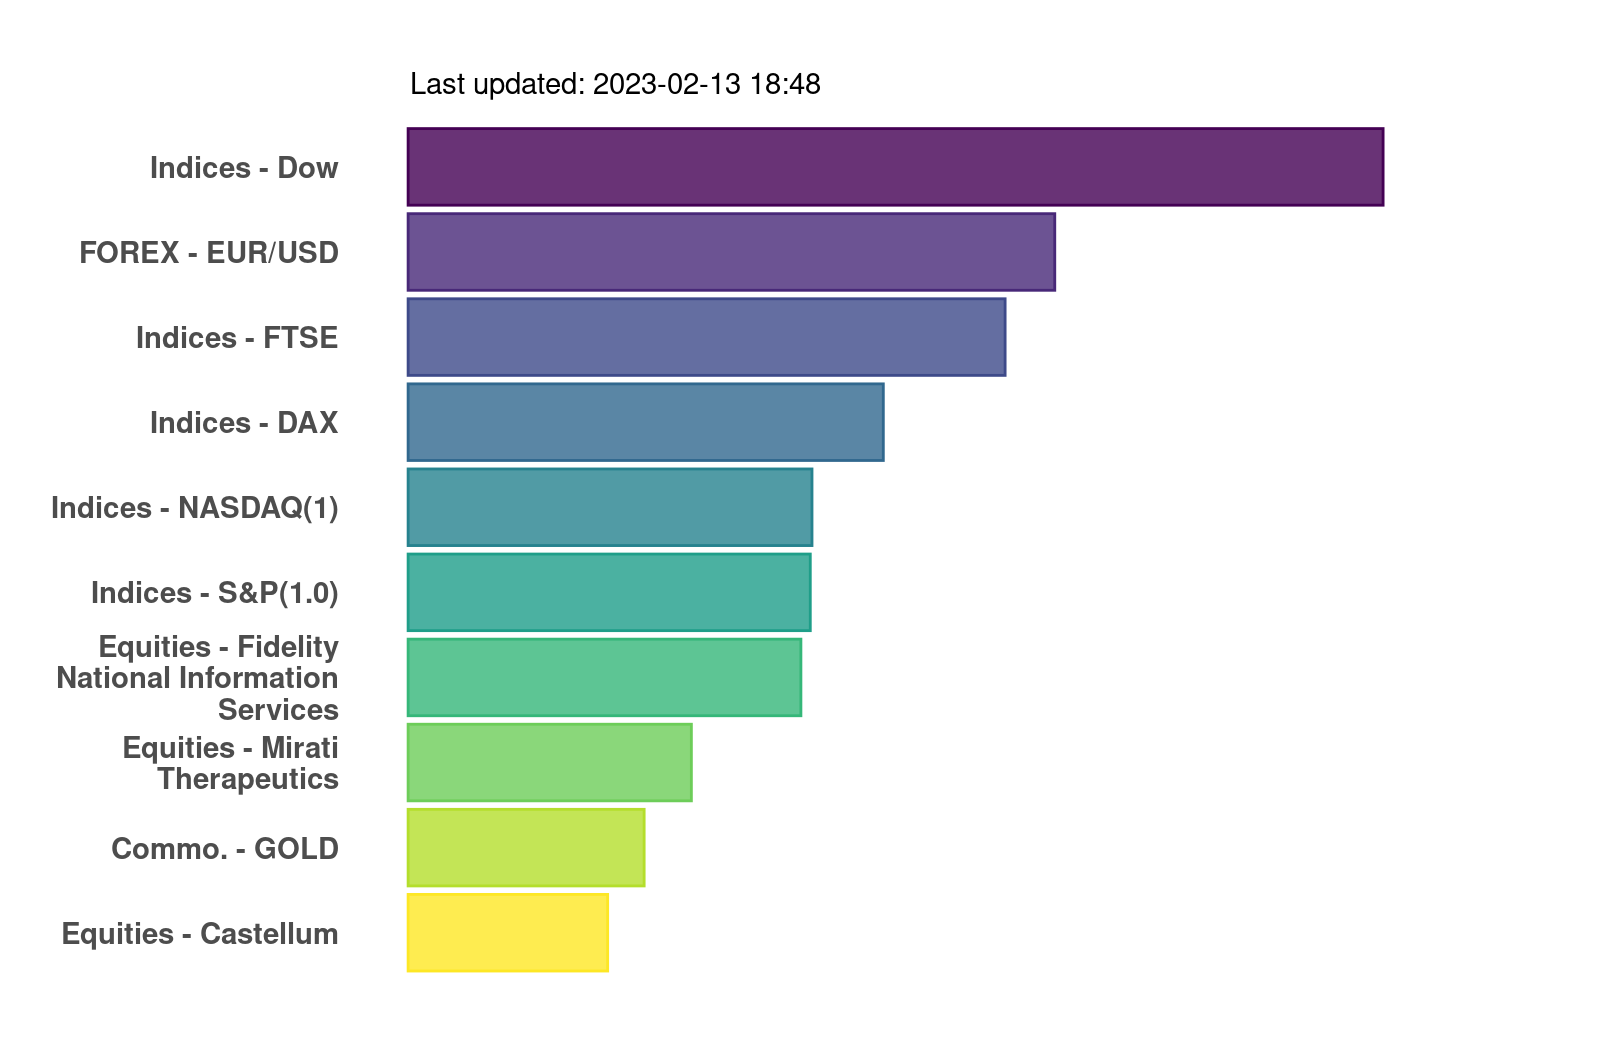 Last updated: 2023-02-13 18:48
Indices - Dow
FOREX - EUR/USD
Indices - FTSE
Indices - DAX
Indices - NASDAQ(1)
Indices - S&P(1.0)
Equities - Fidelity
National Information
Services
Equities - Mirati
Therapeutics
Commo. - GOLD
Equities - Castellum